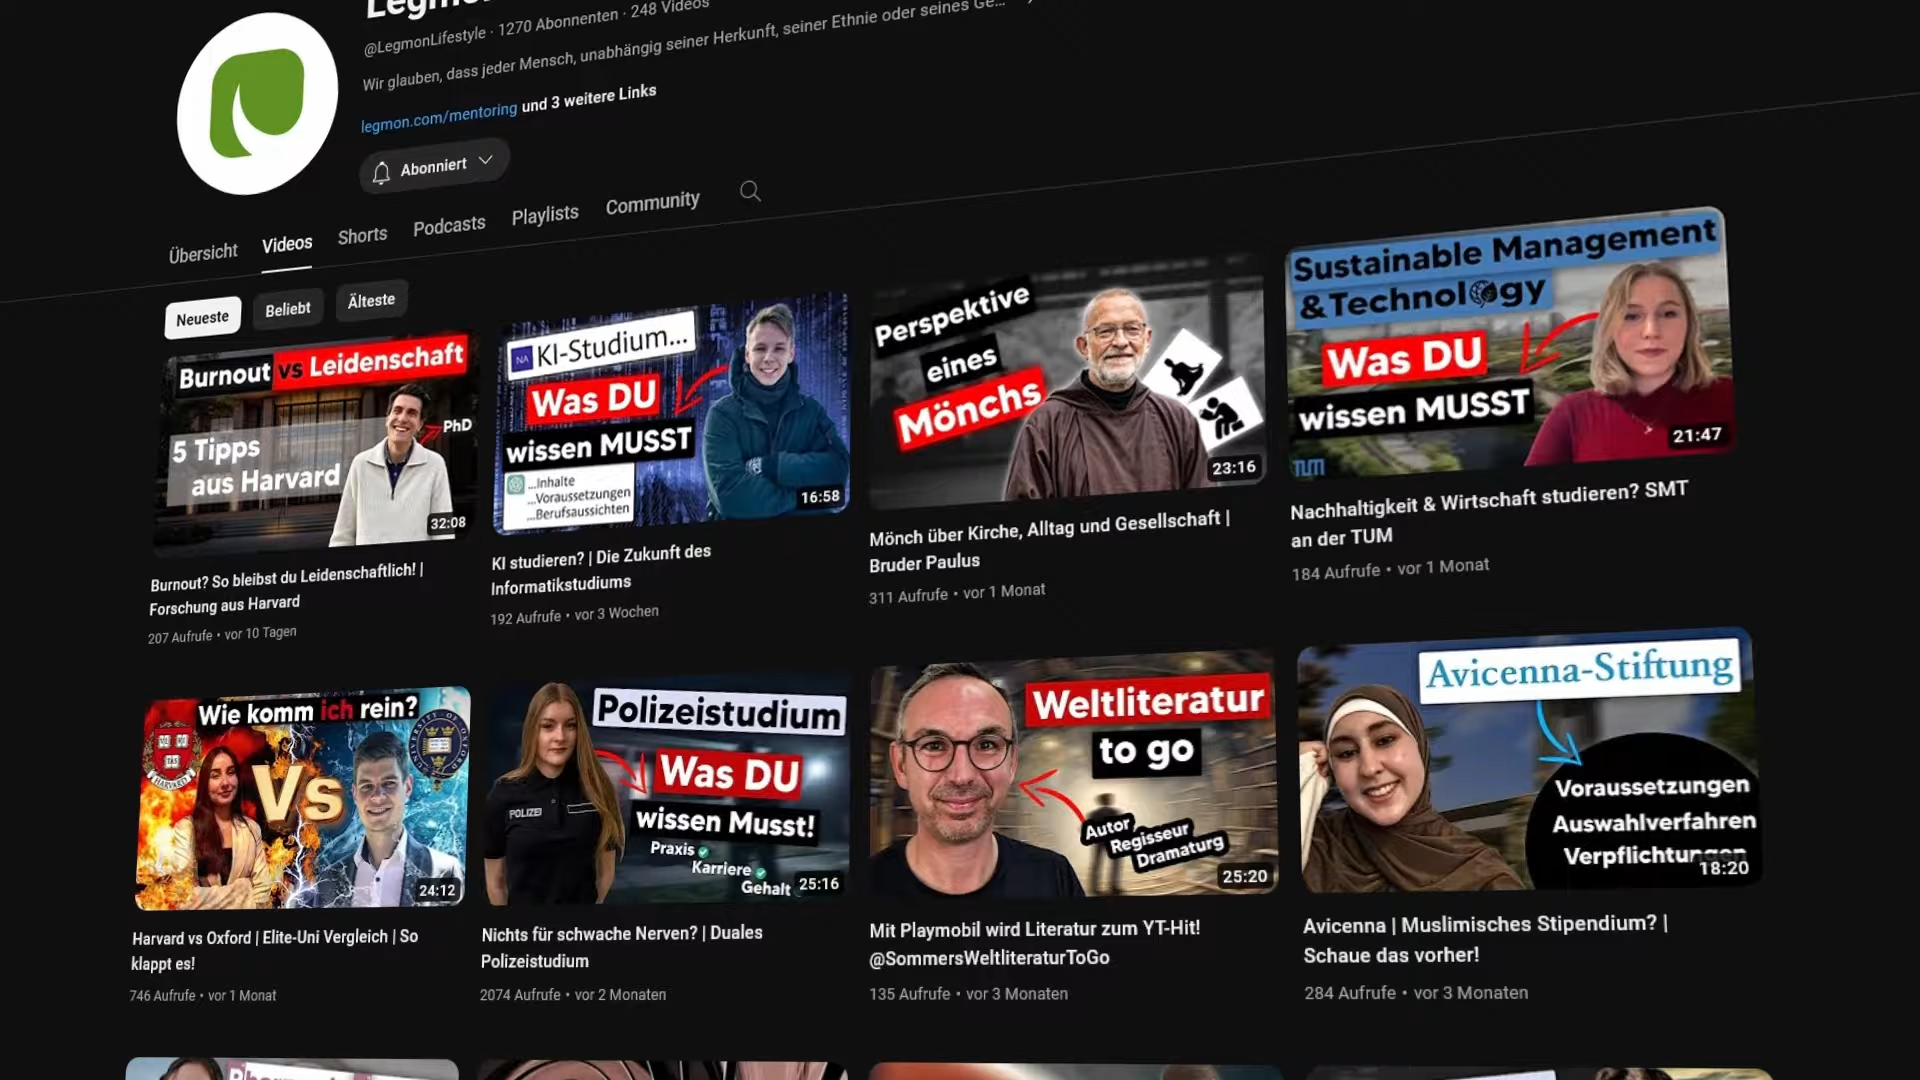 @LegmonLifestyle · 1270 Abonnenten · 248 Videos
Wir glauben, dass jeder Mensch, unabhängig seiner Herkunft, seiner Ethnie oder seines Ge...
legmon.com/mentoring und 3 weitere Links
Abonniert
Übersicht Videos Shorts Podcasts Playlists Community
Neueste Beliebt Älteste
Burnout vs Leidenschaft
5 Tipps
aus Harvard
PhD
32:08
Burnout? So bleibst du Leidenschaftlich! |
Forschung aus Harvard
207 Aufrufe • vor 10 Tagen
NA KI-Studium...
Was DU
wissen MUSST
...Inhalte
...Voraussetzungen
...Berufsaussichten
16:58
KI studieren? | Die Zukunft des
Informatikstudiums
192 Aufrufe • vor 3 Wochen
Perspektive
eines
Mönchs
23:16
Mönch über Kirche, Alltag und Gesellschaft |
Bruder Paulus
311 Aufrufe • vor 1 Monat
Sustainable Management
&Technology
Was DU
wissen MUSST
TUM
21:47
Nachhaltigkeit & Wirtschaft studieren? SMT
an der TUM
184 Aufrufe • vor 1 Monat
Wie komm ich rein?
HARVARD
UNIVERSITY OF OXFORD
Vs
24:12
Harvard vs Oxford | Elite-Uni Vergleich | So
klappt es!
746 Aufrufe • vor 1 Monat
Polizeistudium
Was DU
wissen Musst!
POLIZEI
Praxis
Karriere
Gehalt
25:16
Nichts für schwache Nerven? | Duales
Polizeistudium
2074 Aufrufe • vor 2 Monaten
Weltliteratur
to go
Autor
Regisseur
Dramaturg
25:20
Mit Playmobil wird Literatur zum YT-Hit!
@SommersWeltliteraturToGo
135 Aufrufe • vor 3 Monaten
Avicenna-Stiftung
Voraussetzungen
Auswahlverfahren
Verpflichtungen
18:20
Avicenna | Muslimisches Stipendium? |
Schaue das vorher!
284 Aufrufe • vor 3 Monaten